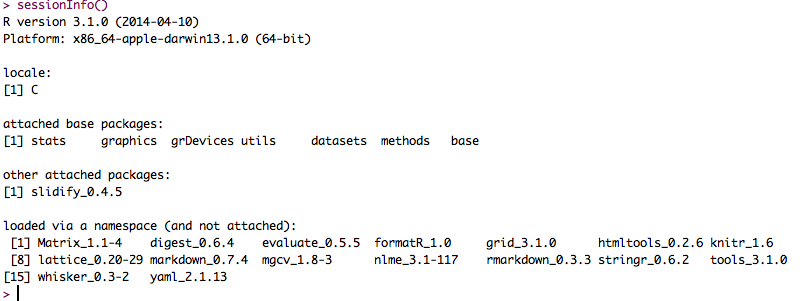 > sessionInfo()
R version 3.1.0 (2014-04-10)
Platform: x86_64-apple-darwin13.1.0 (64-bit)
locale:
[1] C
attached base packages:
[1] stats     graphics  grDevices utils     datasets  methods   base
other attached packages:
[1] slidify_0.4.5
loaded via a namespace (and not attached):
 [1] Matrix_1.1-4    digest_0.6.4    evaluate_0.5.5  formatR_1.0     grid_3.1.0      htmltools_0.2.6 knitr_1.6
 [8] lattice_0.20-29 markdown_0.7.4  mgcv_1.8-3      nlme_3.1-117    rmarkdown_0.3.3 stringr_0.6.2   tools_3.1.0
[15] whisker_0.3-2   yaml_2.1.13
>